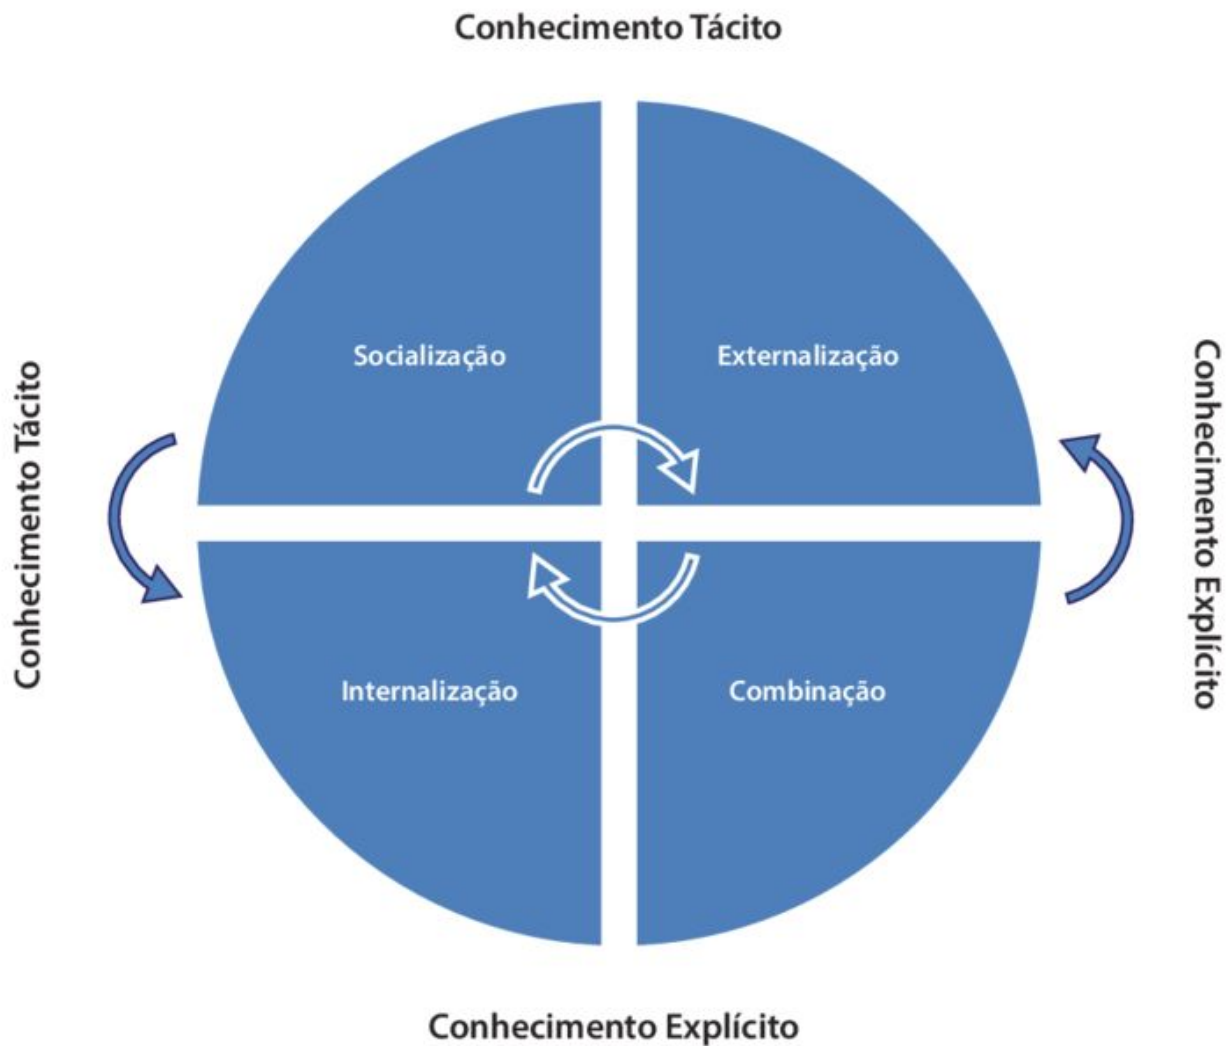 Conhecimento Tácito
Socialização
Externalização
Conhecimento Tácito
Conhecimento Explícito
Internalização
Combinação
Conhecimento Explícito